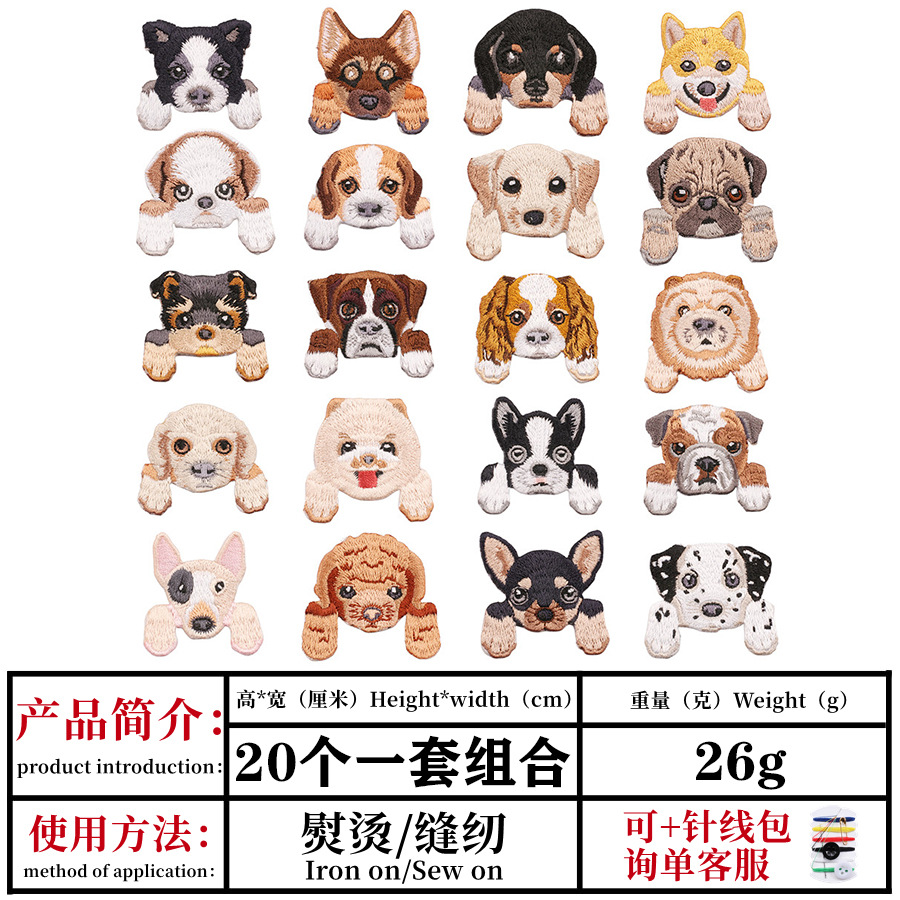 产品简介：
product introduction：
高*宽（厘米）Height*width（cm）
重量（克）Weight（g）
20个一套组合
26g
使用方法：
method of application：
熨烫/缝纫
Iron on/Sew on
可+针线包
询单客服